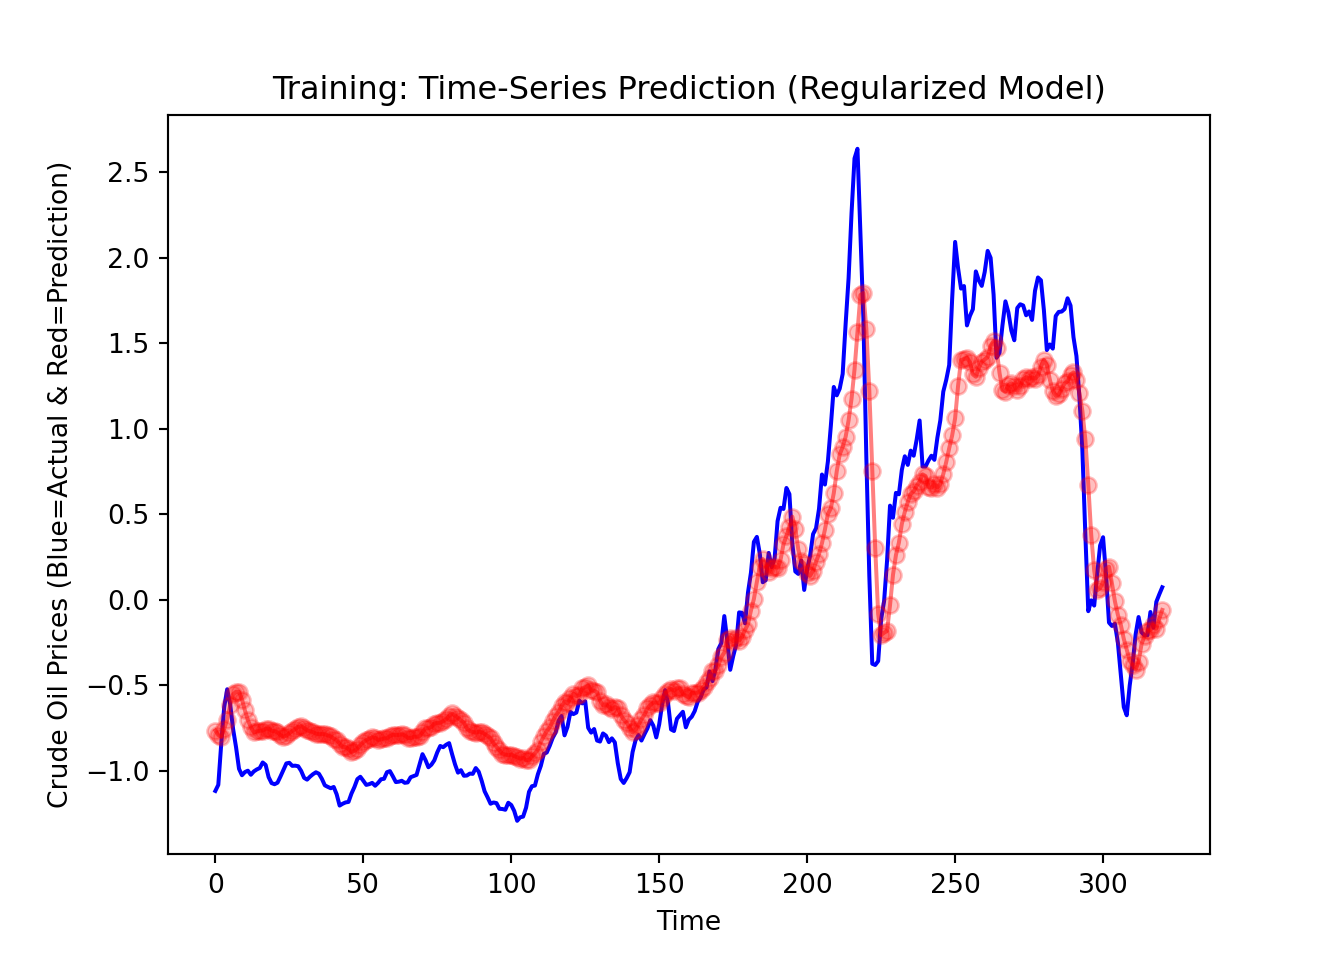 Training: Time-Series Prediction (Regularized Model)
Crude Oil Prices (Blue=Actual & Red=Prediction)
2.5
2.0
1.5
1.0
0.5
0.0
−0.5
−1.0
0 50 100 150 200 250 300
Time